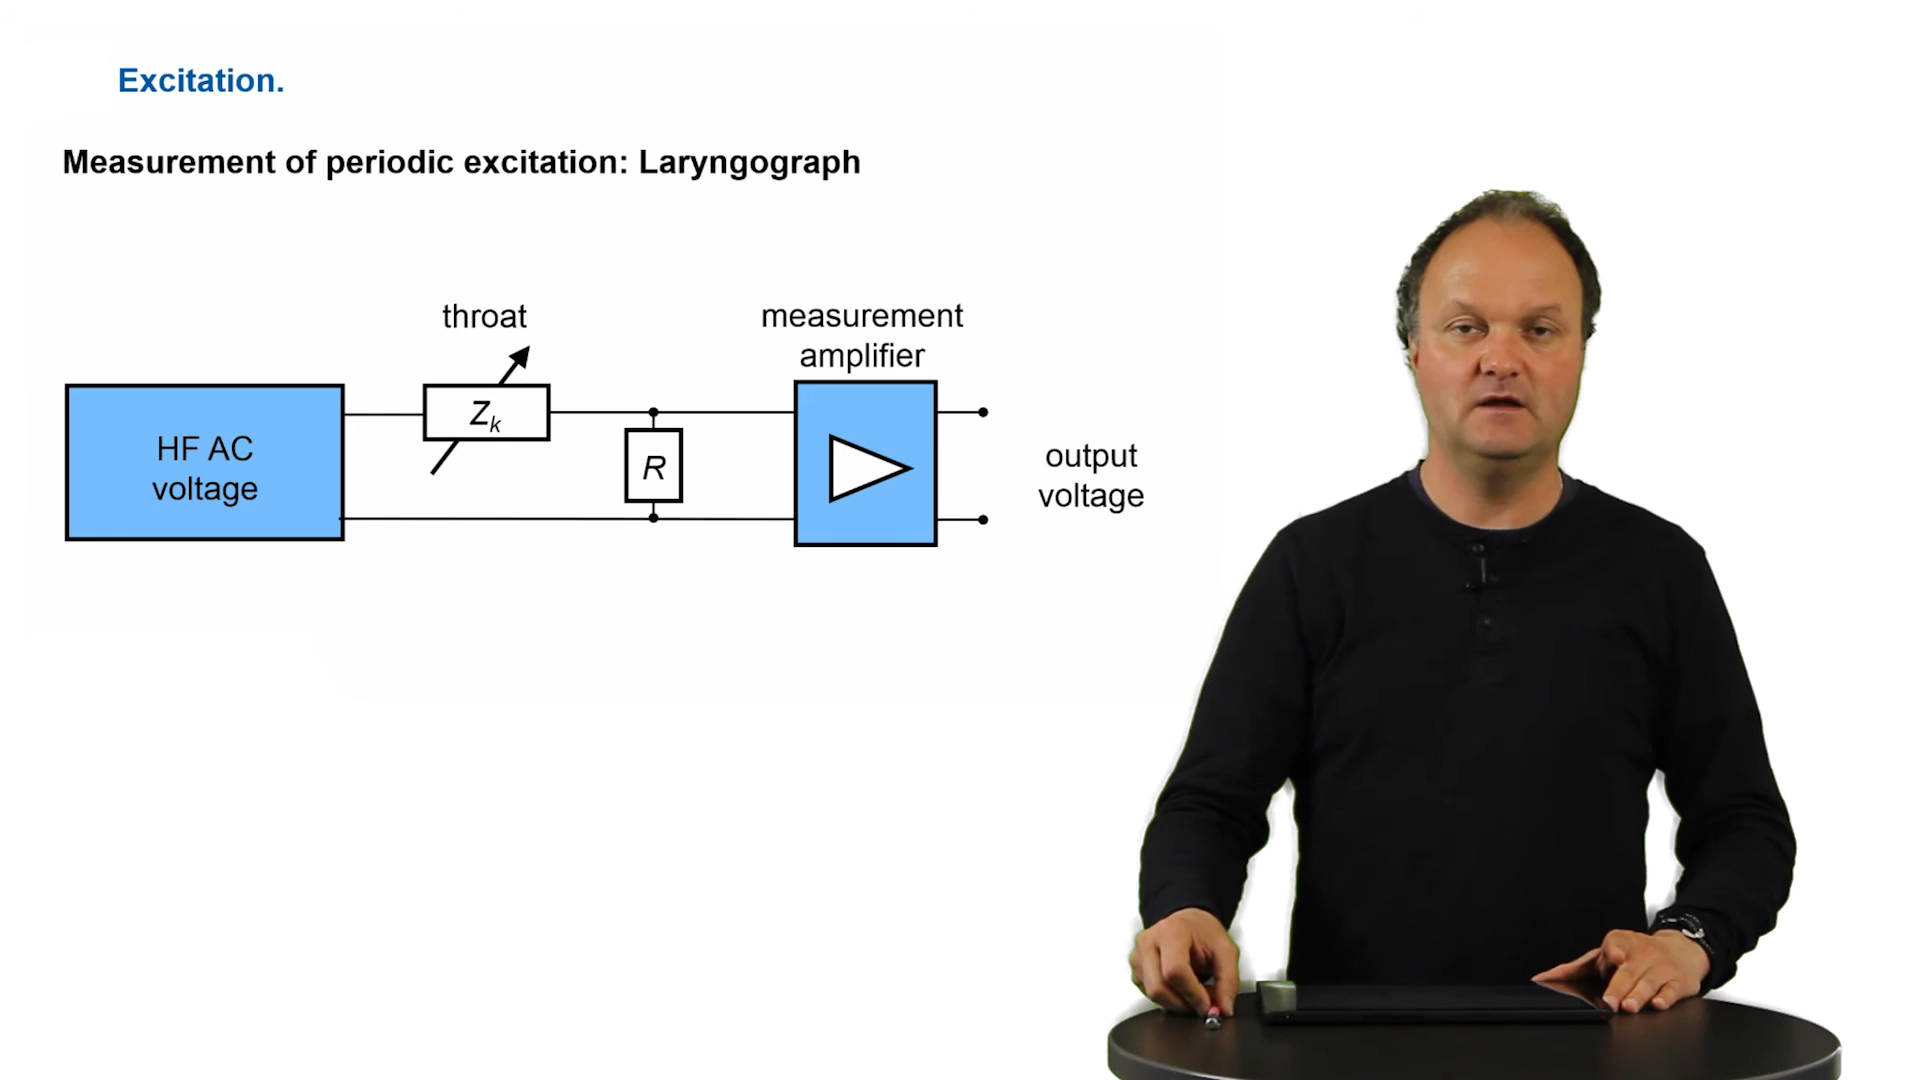 Excitation.
Measurement of periodic excitation: Laryngograph
throat
measurement
amplifier
HF AC
voltage
Zk
R
output
voltage